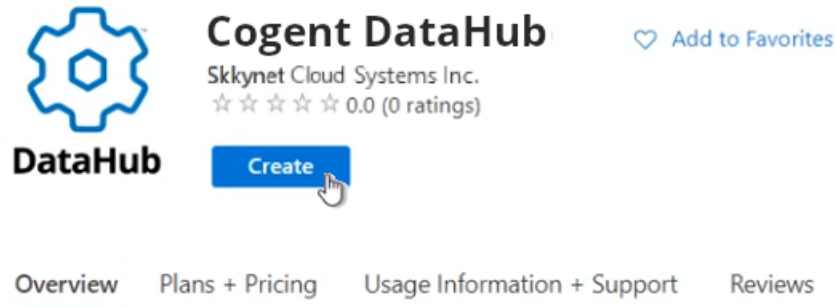 Cogent DataHub
Add to Favorites
Skkynet Cloud Systems Inc.
0.0 (0 ratings)
DataHub
Create
Overview Plans + Pricing Usage Information + Support Reviews